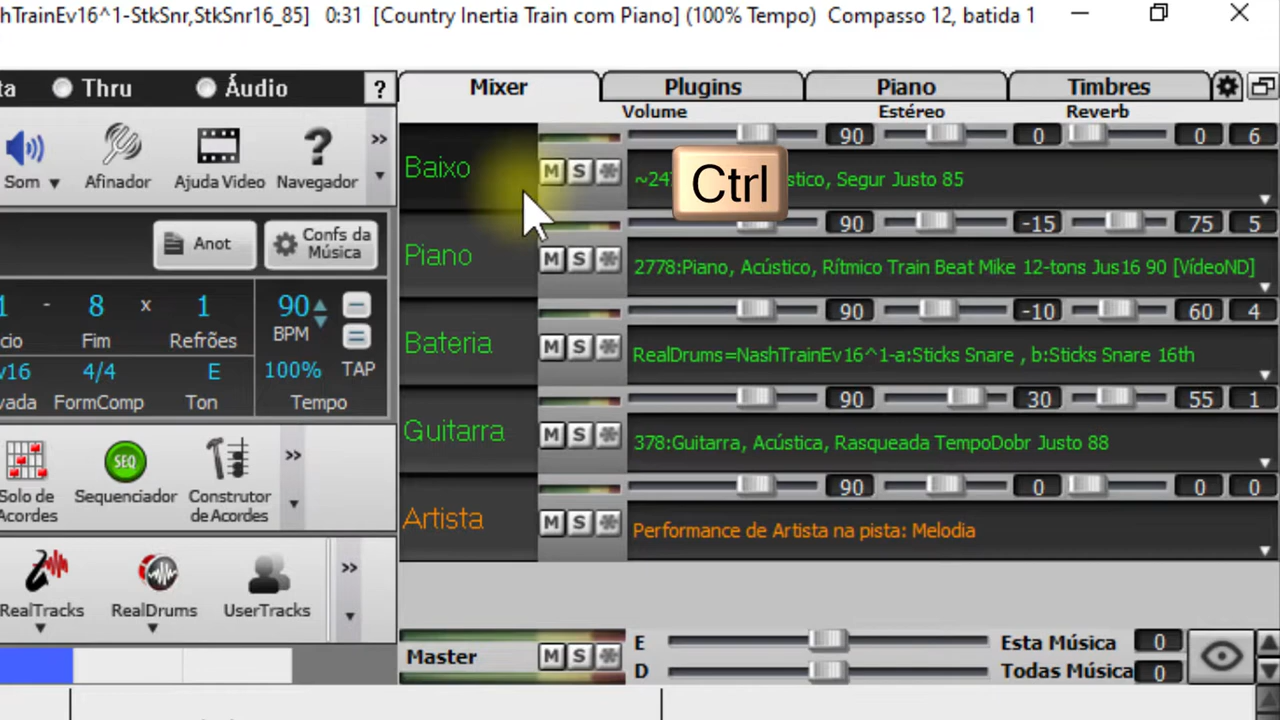 hTrainEv16^1-StkSnr,StkSnr16_85] 0:31 [Country Inertia Train com Piano] (100% Tempo) Compasso 12, batida 1
ta Thru Áudio ?
Som Afinador Ajuda Video Navegador
Anot Confs da Música
1 - 8 x 1 90
cio Fim Refrões BPM
v16 4/4 E 100% TAP
vada FormComp Ton Tempo
Solo de Acordes
SEQ
Sequenciador
Construtor de Acordes
RealTracks RealDrums UserTracks
Mixer Plugins Piano Timbres
Volume Estéreo Reverb
90 0 0 6
Baixo M S ~247 stico, Segur Justo 85
Ctrl
90 -15 75 5
Piano M S 2778:Piano, Acústico, Rítmico Train Beat Mike 12-tons Jus16 90 [VídeoND]
90 -10 60 4
Bateria M S RealDrums=NashTrainEv16^1-a:Sticks Snare , b:Sticks Snare 16th
90 30 55 1
Guitarra M S 378:Guitarra, Acústica, Rasqueada TempoDobr Justo 88
90 0 0 0
Artista M S Performance de Artista na pista: Melodia
E Esta Música 0
Master M S
D Todas Música 0